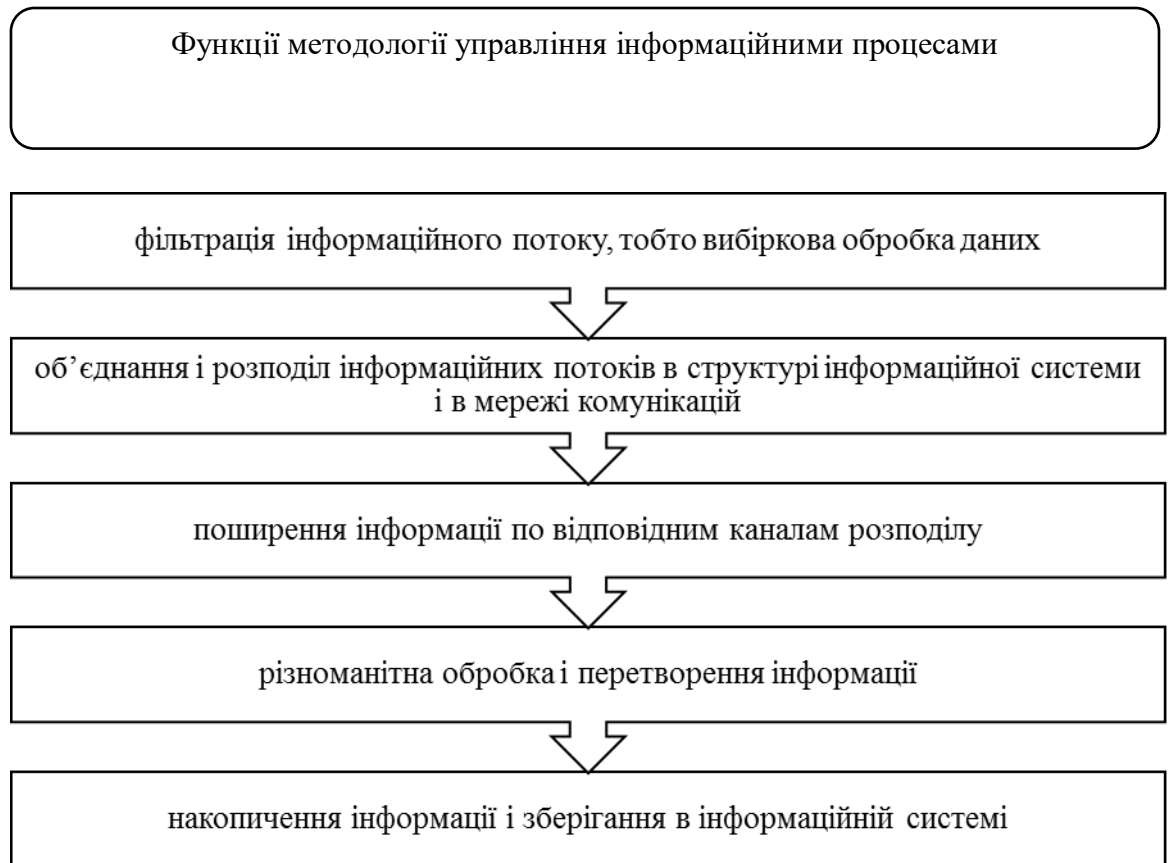 Функції методології управління інформаційними процесами
фільтрація інформаційного потоку, тобто вибіркова обробка даних
об’єднання і розподіл інформаційних потоків в структурі інформаційної системи
і в мережі комунікацій
поширення інформації по відповідним каналам розподілу
різноманітна обробка і перетворення інформації
накопичення інформації і зберігання в інформаційній системі